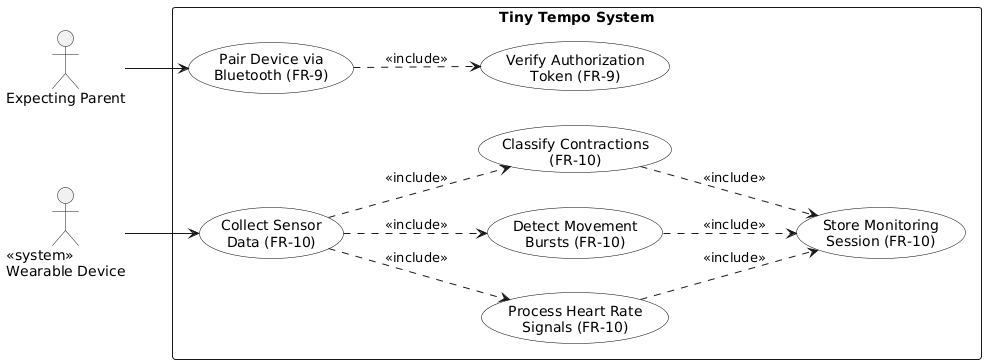 Tiny Tempo System
Expecting Parent
Pair Device via
Bluetooth (FR-9)
«include»
Verify Authorization
Token (FR-9)
Classify Contractions
(FR-10)
«include»
«include»
«system»
Wearable Device
Collect Sensor
Data (FR-10)
«include»
Detect Movement
Bursts (FR-10)
«include»
Store Monitoring
Session (FR-10)
«include»
«include»
Process Heart Rate
Signals (FR-10)